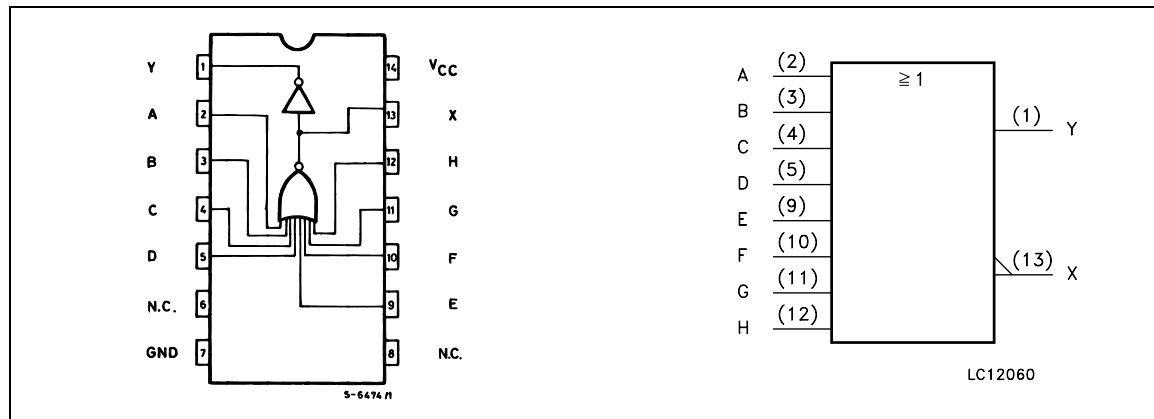 Y 1 14 VCC
A 2 13 X
B 3 12 H
C 4 11 G
D 5 10 F
N.C. 6 9 E
GND 7 8 N.C.
S-6474/1
≧1
A (2)
B (3)
C (4)
D (5)
E (9)
F (10)
G (11)
H (12)
(1) Y
(13) X
LC12060